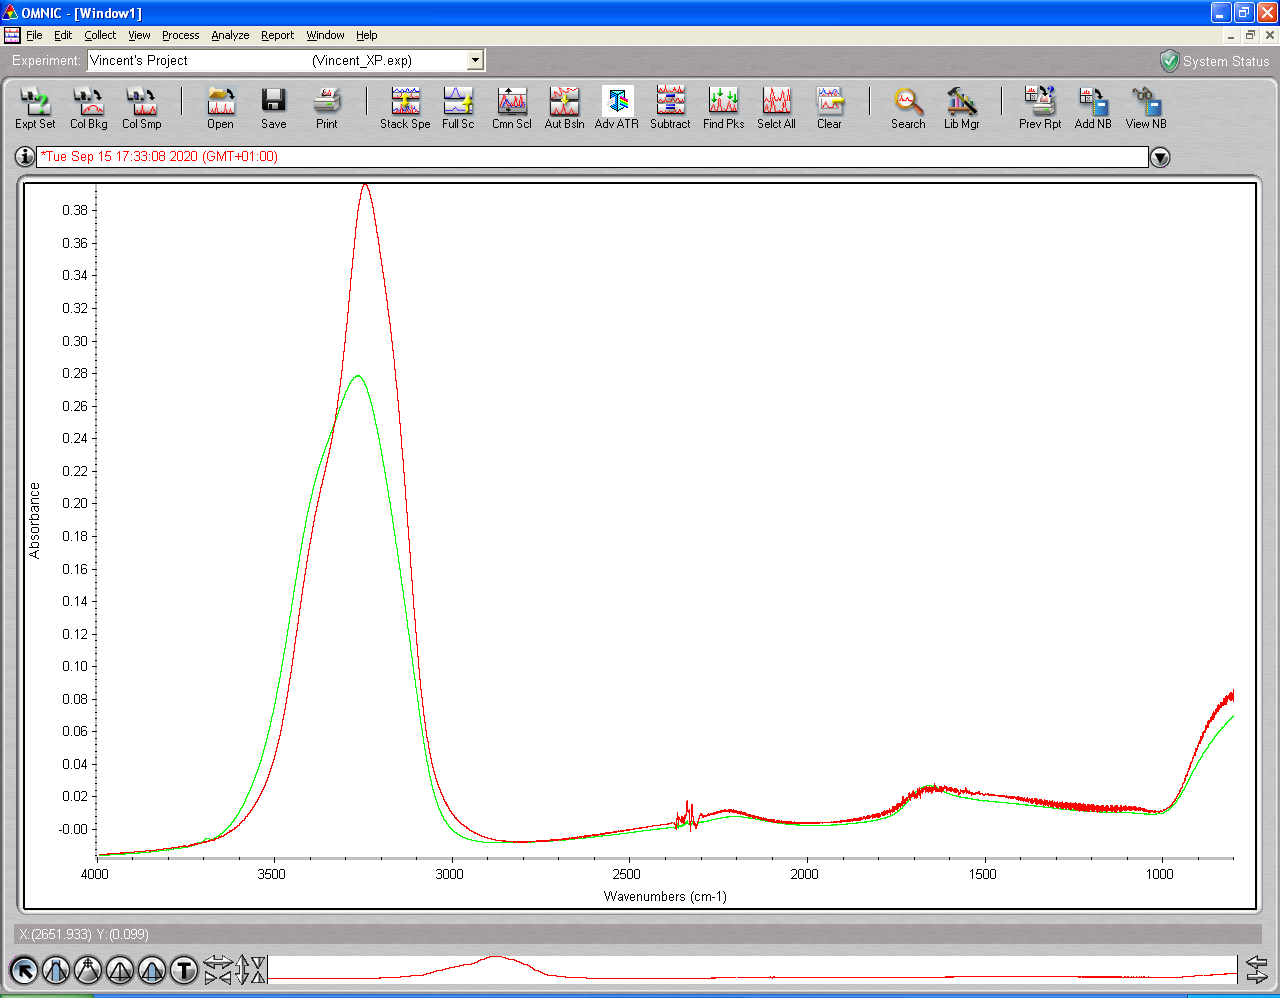 OMNIC - [Window1]
File Edit Collect View Process Analyze Report Window Help
Experiment: Vincent's Project (Vincent_XP.exp) System Status
Expt Set Col Bkg Col Smp Open Save Print Stack Spe Full Sc Cmn Scl Aut Bsln Adv ATR Subtract Find Pks Selct All Clear Search Lib Mgr Prev Rpt Add NB View NB
*Tue Sep 15 17:33:08 2020 (GMT+01:00)
0.38
0.36
0.34
0.32
0.30
0.28
0.26
0.24
0.22
0.20
0.18
0.16
0.14
0.12
0.10
0.08
0.06
0.04
0.02
-0.00
Absorbance
4000 3500 3000 2500 2000 1500 1000
Wavenumbers (cm-1)
X:(2651.933) Y:(0.099)
T